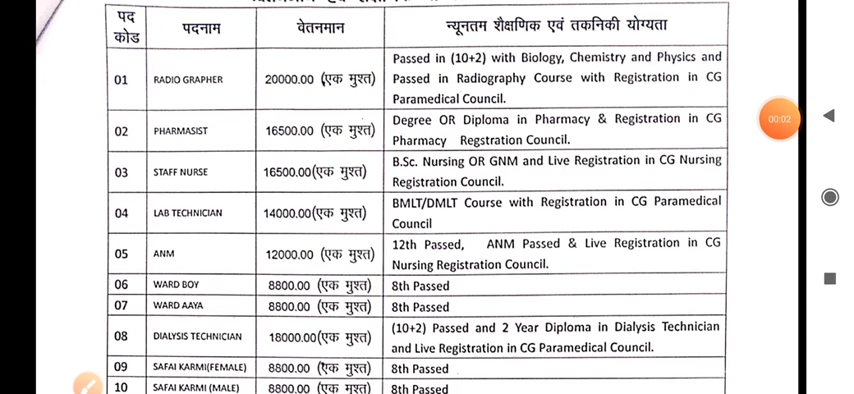 पद कोड पदनाम वेतनमान न्यूनतम शैक्षणिक एवं तकनिकी योग्यता
01 RADIO GRAPHER 20000.00 (एक मुश्त) Passed in (10+2) with Biology, Chemistry and Physics and
Passed in Radiography Course with Registration in CG
Paramedical Council.
02 PHARMASIST 16500.00 (एक मुश्त) Degree OR Diploma in Pharmacy & Registration in CG
Pharmacy Regstration Council.
03 STAFF NURSE 16500.00(एक मुश्त) B.Sc. Nursing OR GNM and Live Registration in CG Nursing
Registration Council.
04 LAB TECHNICIAN 14000.00(एक मुश्त) BMLT/DMLT Course with Registration in CG Paramedical
Council
05 ANM 12000.00 (एक मुश्त) 12th Passed, ANM Passed & Live Registration in CG
Nursing Registration Council.
06 WARD BOY 8800.00 (एक मुश्त) 8th Passed
07 WARD AAYA 8800.00 (एक मुश्त) 8th Passed
08 DIALYSIS TECHNICIAN 18000.00(एक मुश्त) (10+2) Passed and 2 Year Diploma in Dialysis Technician
and Live Registration in CG Paramedical Council.
09 SAFAI KARMI(FEMALE) 8800.00 (एक मुश्त) 8th Passed
10 SAFAI KARMI (MALE) 8800.00 (एक मुश्त) 8th Passed
00:02